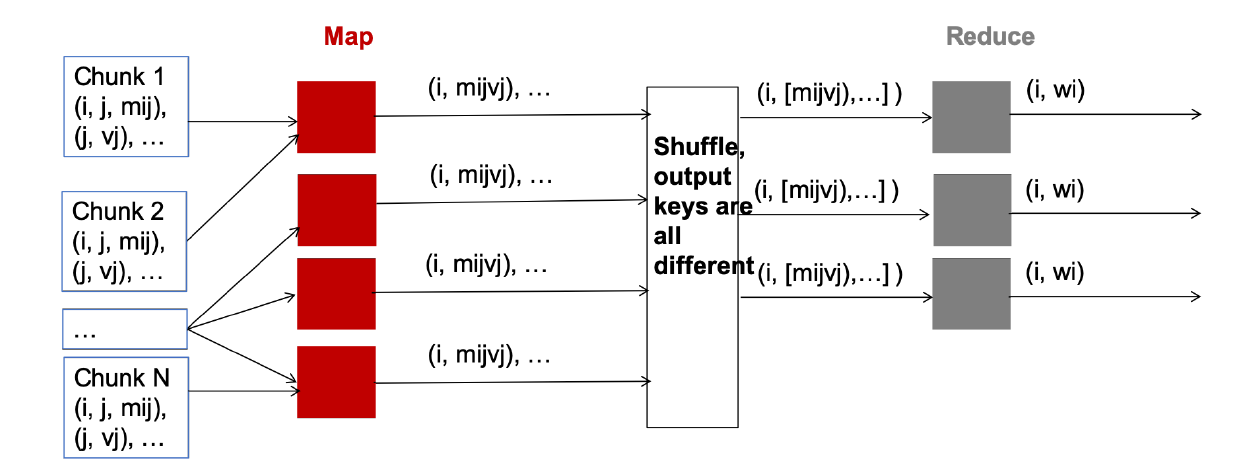 Map
Reduce
Chunk 1
(i, j, mij),
(j, vj), …
Chunk 2
(i, j, mij),
(j, vj), …
…
Chunk N
(i, j, mij),
(j, vj), …
(i, mijvj), …
(i, mijvj), …
(i, mijvj), …
(i, mijvj), …
Shuffle,
output
keys are
all
different
(i, [mijvj),…] )
(i, [mijvj),…] )
(i, [mijvj),…] )
(i, wi)
(i, wi)
(i, wi)